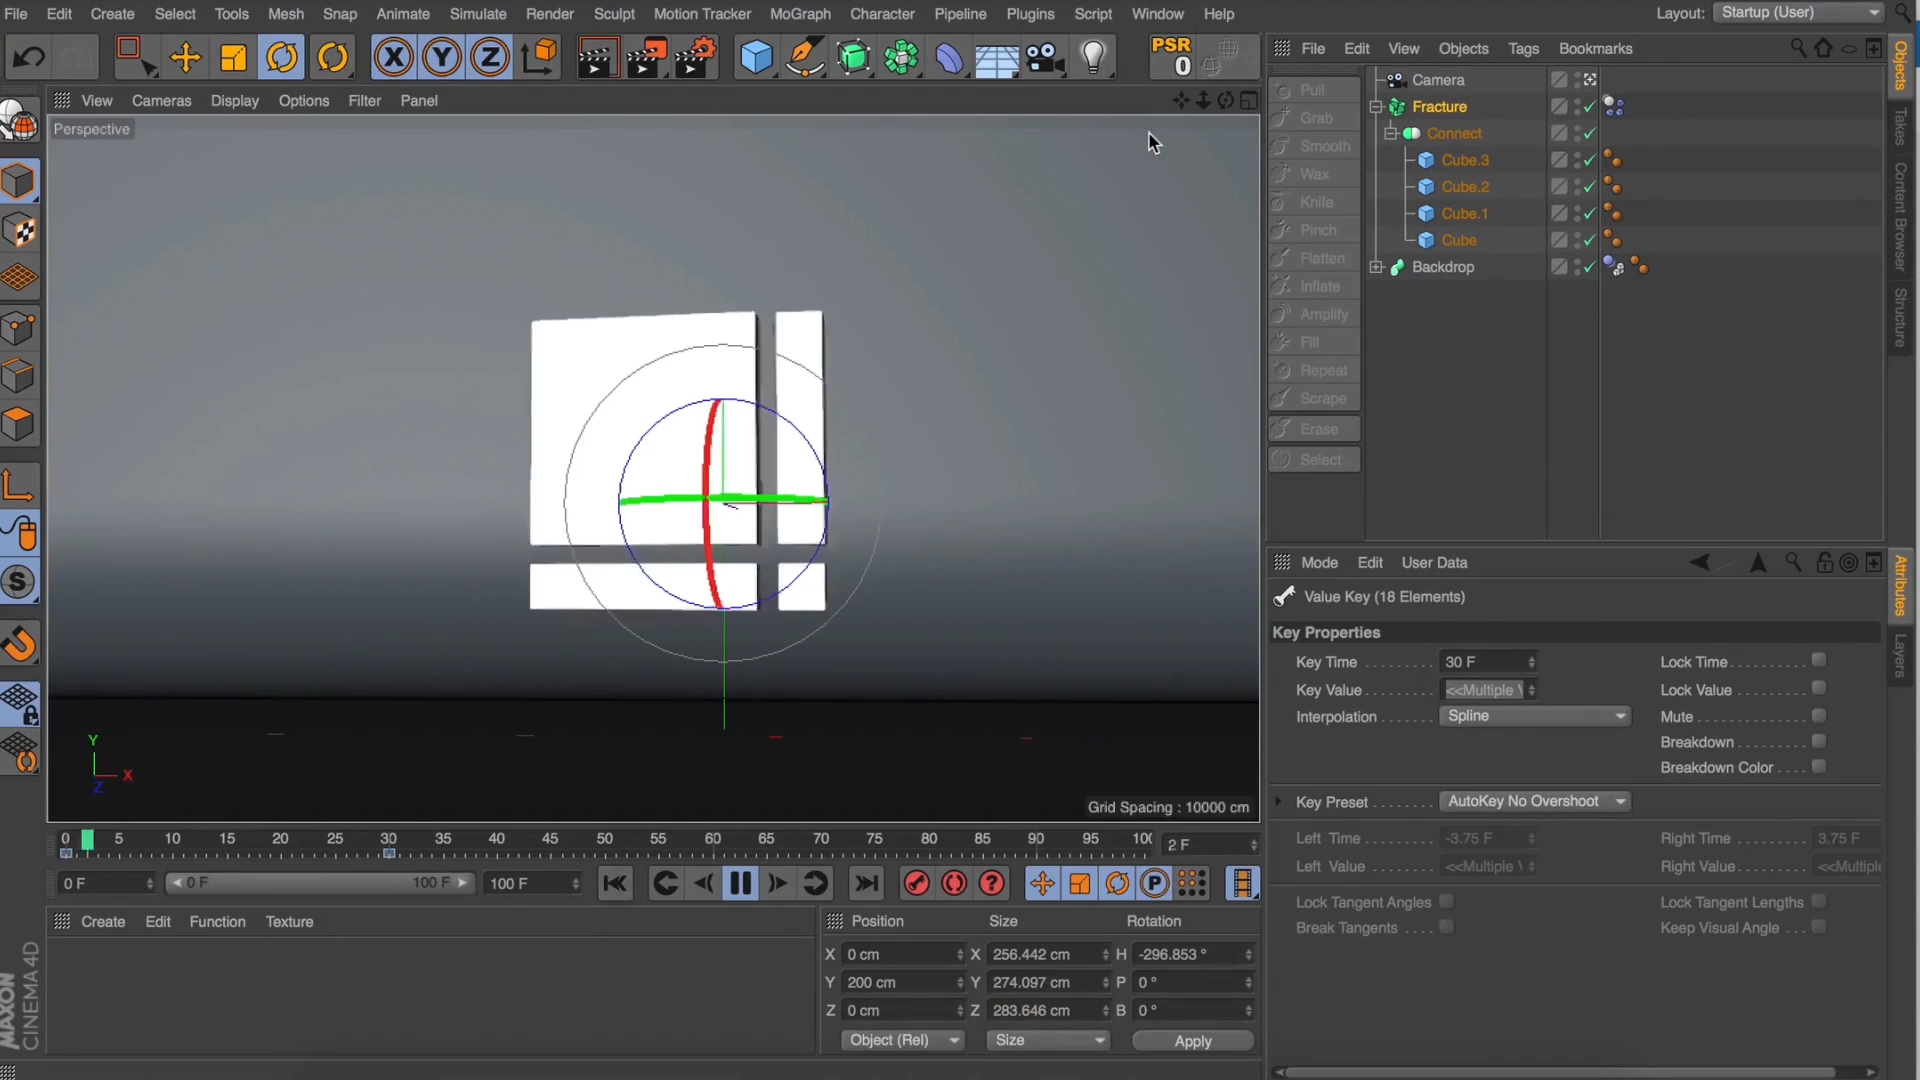 File Edit Create Select Tools Mesh Snap Animate Simulate Render Sculpt Motion Tracker MoGraph Character Pipeline Plugins Script Window Help Layout: Startup (User)
X Y Z PSR 0
File Edit View Objects Tags Bookmarks
View Cameras Display Options Filter Panel
Perspective
Pull
Grab
Smooth
Wax
Knife
Pinch
Flatten
Inflate
Amplify
Fill
Repeat
Scrape
Erase
Select
Camera
Fracture
Connect
Cube.3
Cube.2
Cube.1
Cube
Backdrop
Objects
Takes
Content Browser
Structure
Mode Edit User Data
Value Key (18 Elements)
Key Properties
Key Time 30 F Lock Time
Key Value <<Multiple Lock Value
Interpolation Spline Mute
Breakdown
Breakdown Color
Key Preset AutoKey No Overshoot
Left Time -3.75 F Right Time 3.75 F
Left Value <<Multiple Right Value <<Multiple
Lock Tangent Angles Lock Tangent Lengths
Break Tangents Keep Visual Angle
Attributes
Layers
S
Y
X
Z
Grid Spacing : 10000 cm
0 5 10 15 20 25 30 35 40 45 50 55 60 65 70 75 80 85 90 95 100 2 F
0 F 0 F 100 F 100 F P
Create Edit Function Texture
Position Size Rotation
X 0 cm X 256.442 cm H -296.853 °
Y 200 cm Y 274.097 cm P 0 °
Z 0 cm Z 283.646 cm B 0 °
Object (Rel) Size Apply
MAXON
CINEMA 4D